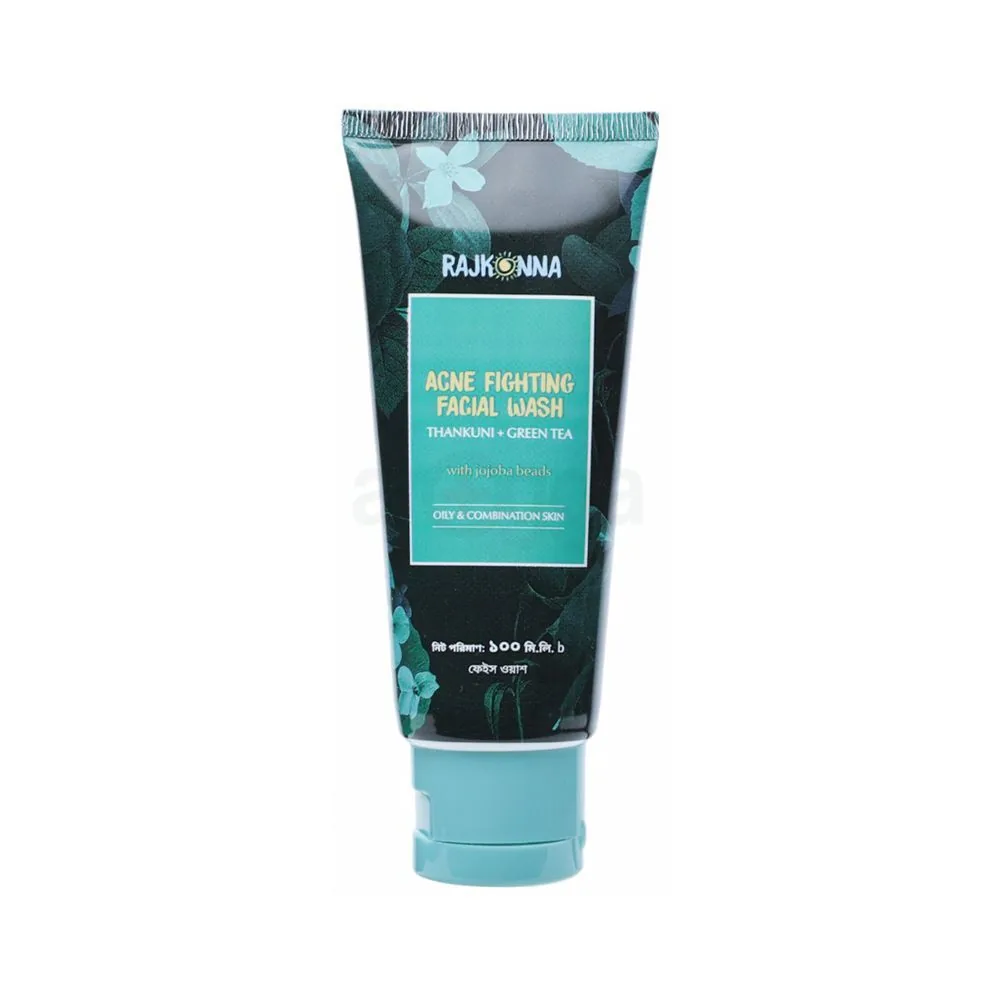 RAJKONNA
ACNE FIGHTING
FACIAL WASH
THANKUNI + GREEN TEA
with jojoba beads
OILY & COMBINATION SKIN
নিট পরিমাণ: ১০০ মি.লি. b
ফেইস ওয়াশ